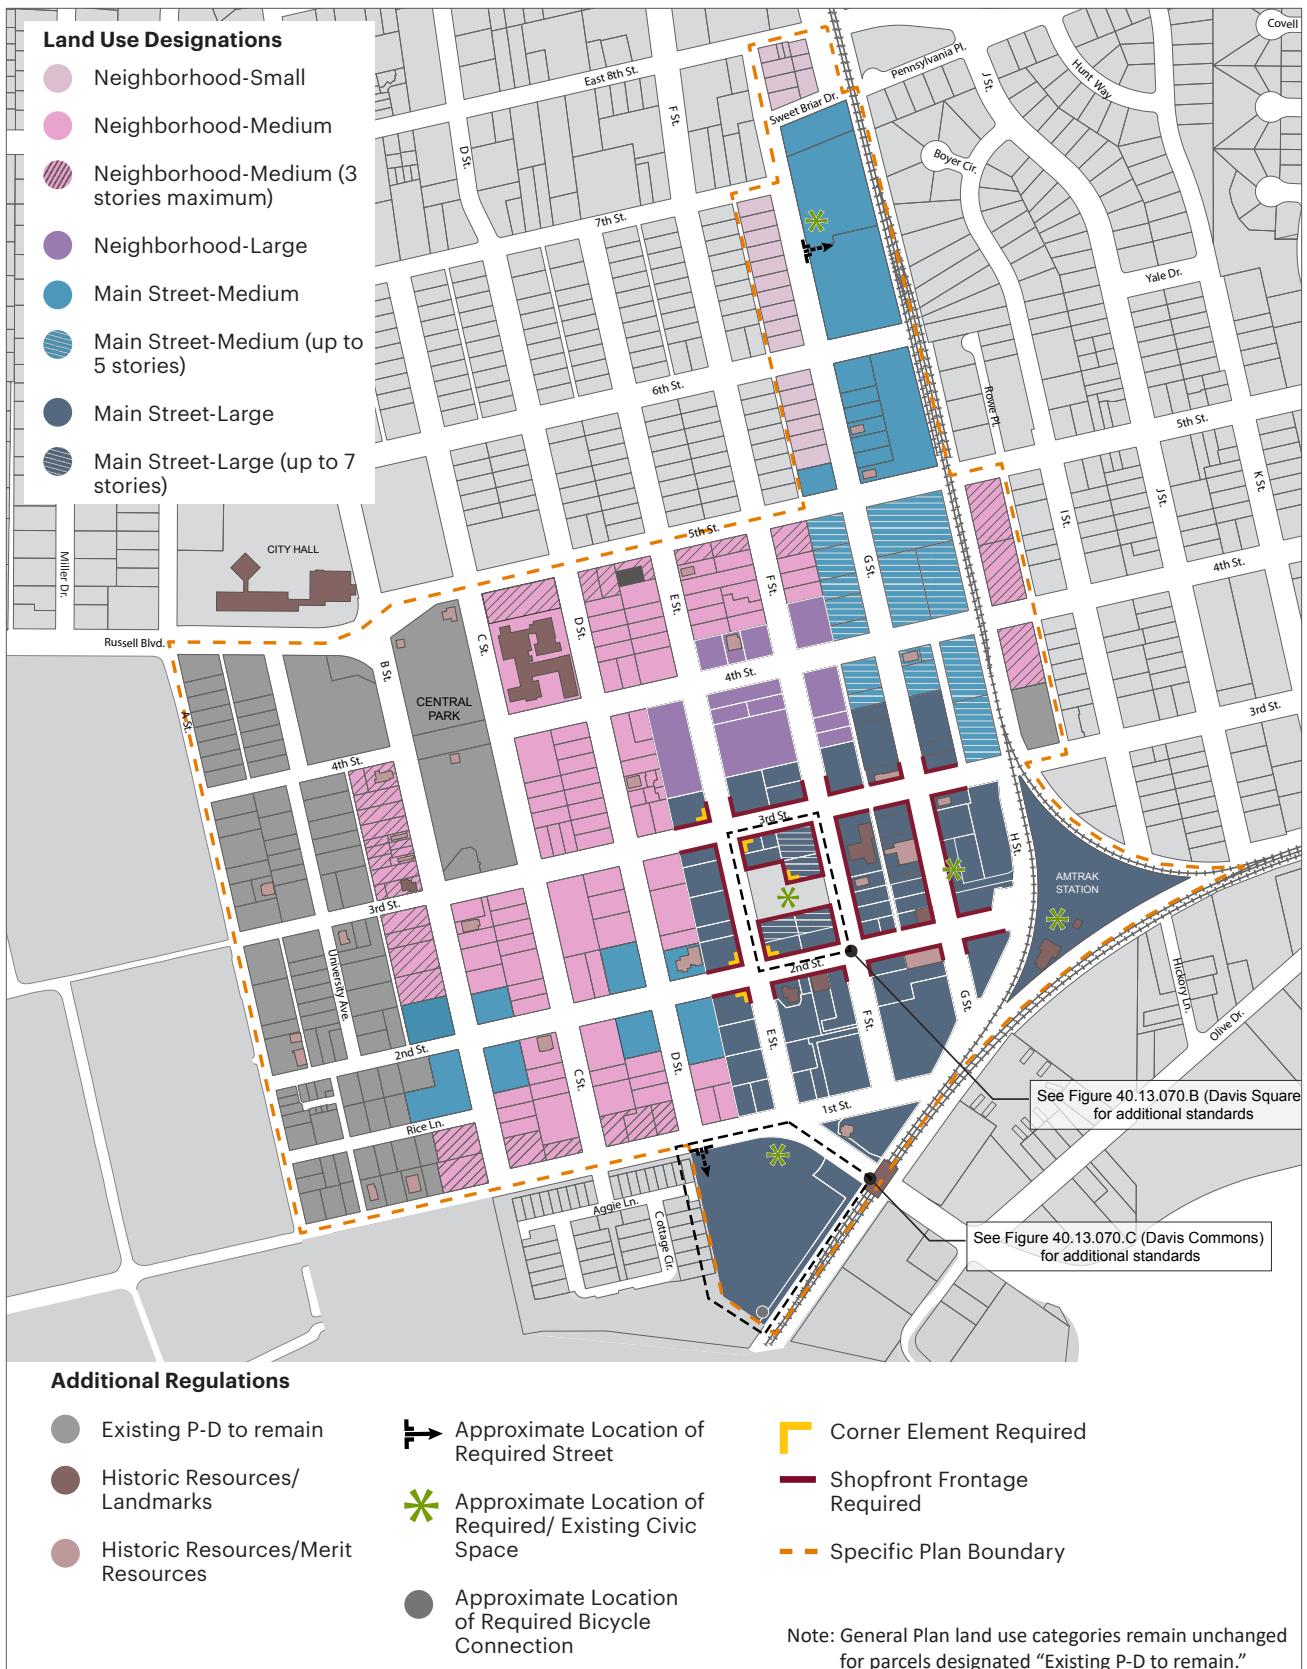 Land Use Designations
Neighborhood-Small
Neighborhood-Medium
Neighborhood-Medium (3
stories maximum)
Neighborhood-Large
Main Street-Medium
Main Street-Medium (up to
5 stories)
Main Street-Large
Main Street-Large (up to 7
stories)
Covell
East 8th St.
F St.
Pennsylvania Pl.
J St.
Hunt Way
Sweet Briar Dr.
D St.
Boyer Cir.
7th St.
Yale Dr.
6th St.
Rowe Pl.
5th St.
K St.
J St.
I St.
5th St.
G St.
4th St.
CITY HALL
Miller Dr.
F St.
E St.
D St.
C St.
Russell Blvd.
B St.
4th St.
CENTRAL
PARK
A St.
3rd St.
4th St.
3rd St.
H St.
AMTRAK
STATION
3rd St.
University Ave.
2nd St.
Hickory Ln.
Olive Dr.
G St.
F St.
E St.
2nd St.
D St.
C St.
See Figure 40.13.070.B (Davis Square
for additional standards
1st St.
Rice Ln.
Aggie Ln.
Cottage Cir.
See Figure 40.13.070.C (Davis Commons)
for additional standards
Additional Regulations
Existing P-D to remain
Historic Resources/
Landmarks
Historic Resources/Merit
Resources
Approximate Location of
Required Street
Approximate Location of
Required/ Existing Civic
Space
Approximate Location
of Required Bicycle
Connection
Corner Element Required
Shopfront Frontage
Required
Specific Plan Boundary
Note: General Plan land use categories remain unchanged
for parcels designated “Existing P-D to remain.”